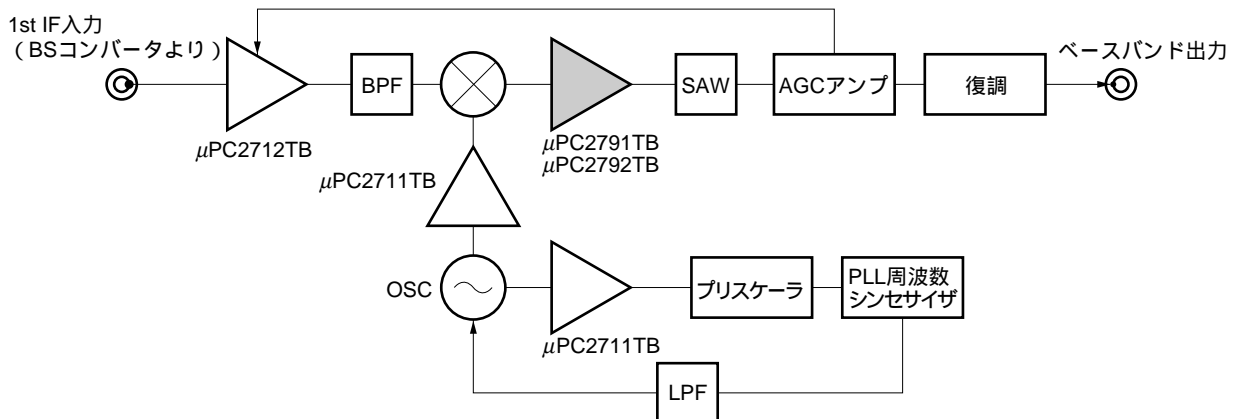 1st IF入力
（BSコンバータより）
μPC2712TB
BPF
μPC2791TB
μPC2792TB
SAW
AGCアンプ
復調
ベースバンド出力
μPC2711TB
OSC
μPC2711TB
プリスケーラ
PLL周波数
シンセサイザ
LPF